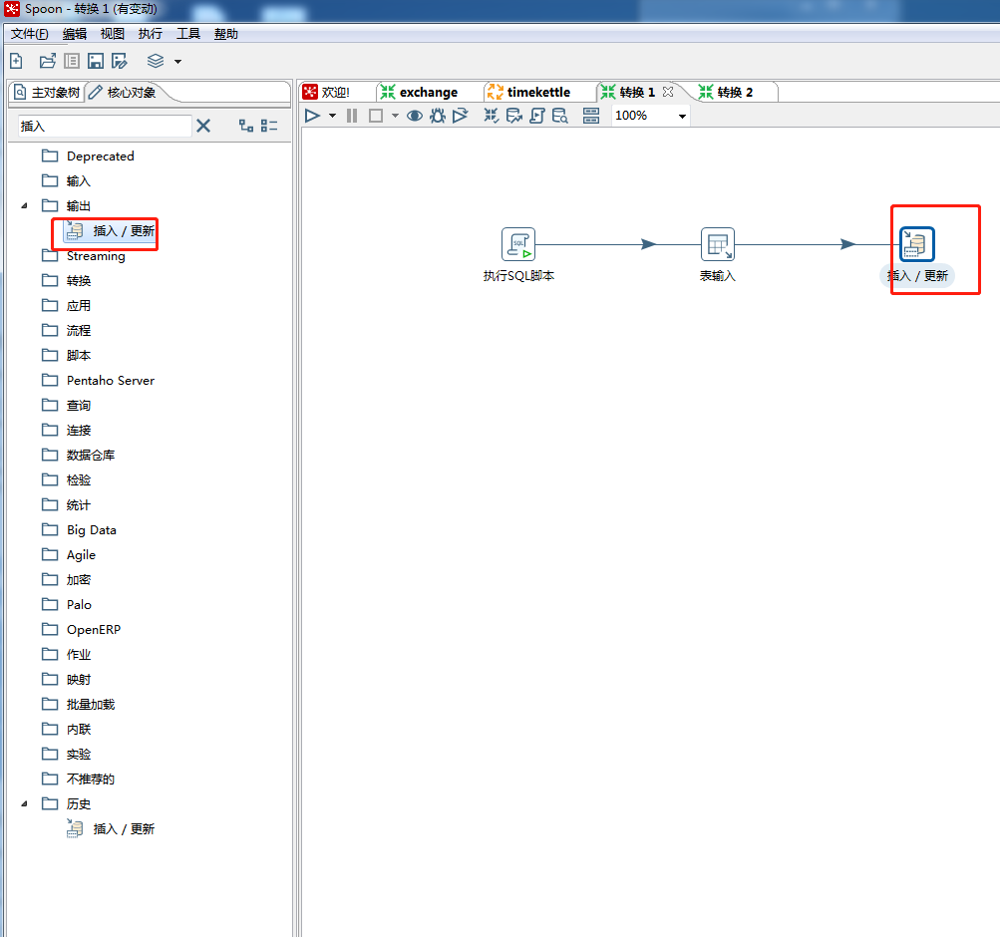 Spoon - 转换 1 (有变动)
文件(F) 编辑 视图 执行 工具 帮助
主对象树 核心对象
欢迎! exchange timekettle 转换 1 转换 2
100%
插入
Deprecated
输入
输出
插入 / 更新
Streaming
转换
应用
流程
脚本
Pentaho Server
查询
连接
数据仓库
检验
统计
Big Data
Agile
加密
Palo
OpenERP
作业
映射
批量加载
内联
实验
不推荐的
历史
插入 / 更新
SQL
执行SQL脚本
表输入
插入 / 更新